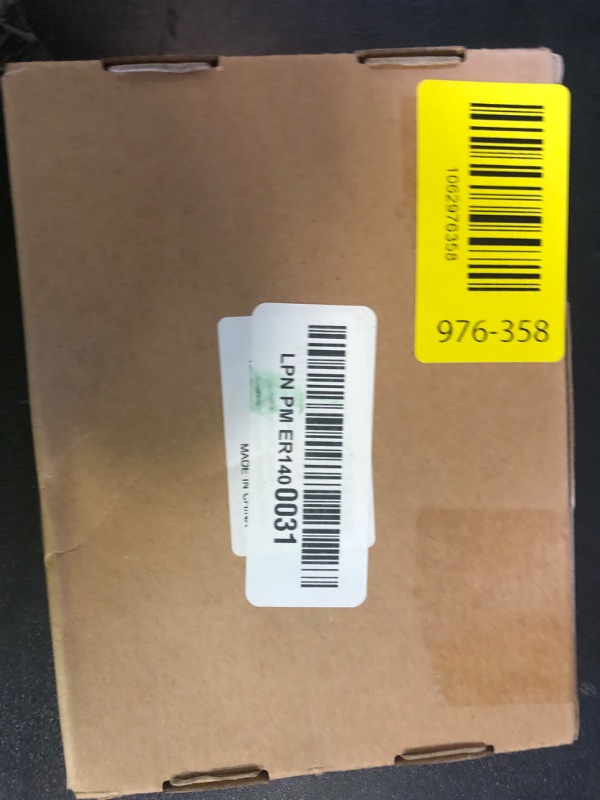 1062976358
976-358
LPN PM ER1400031
MADE IN CHINA